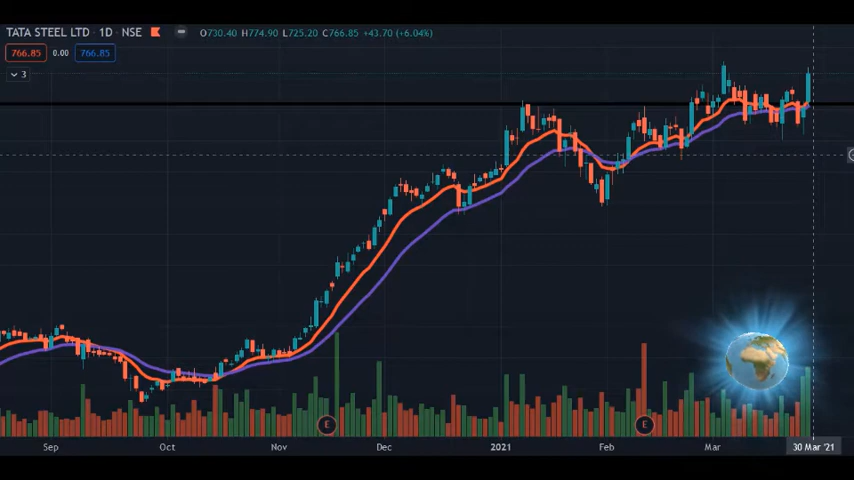 TATA STEEL LTD · 1D · NSE O730.40 H774.90 L725.20 C766.85 +43.70 (+6.04%)
766.85 0.00 766.85
3
E E
Sep Oct Nov Dec 2021 Feb Mar 30 Mar '21